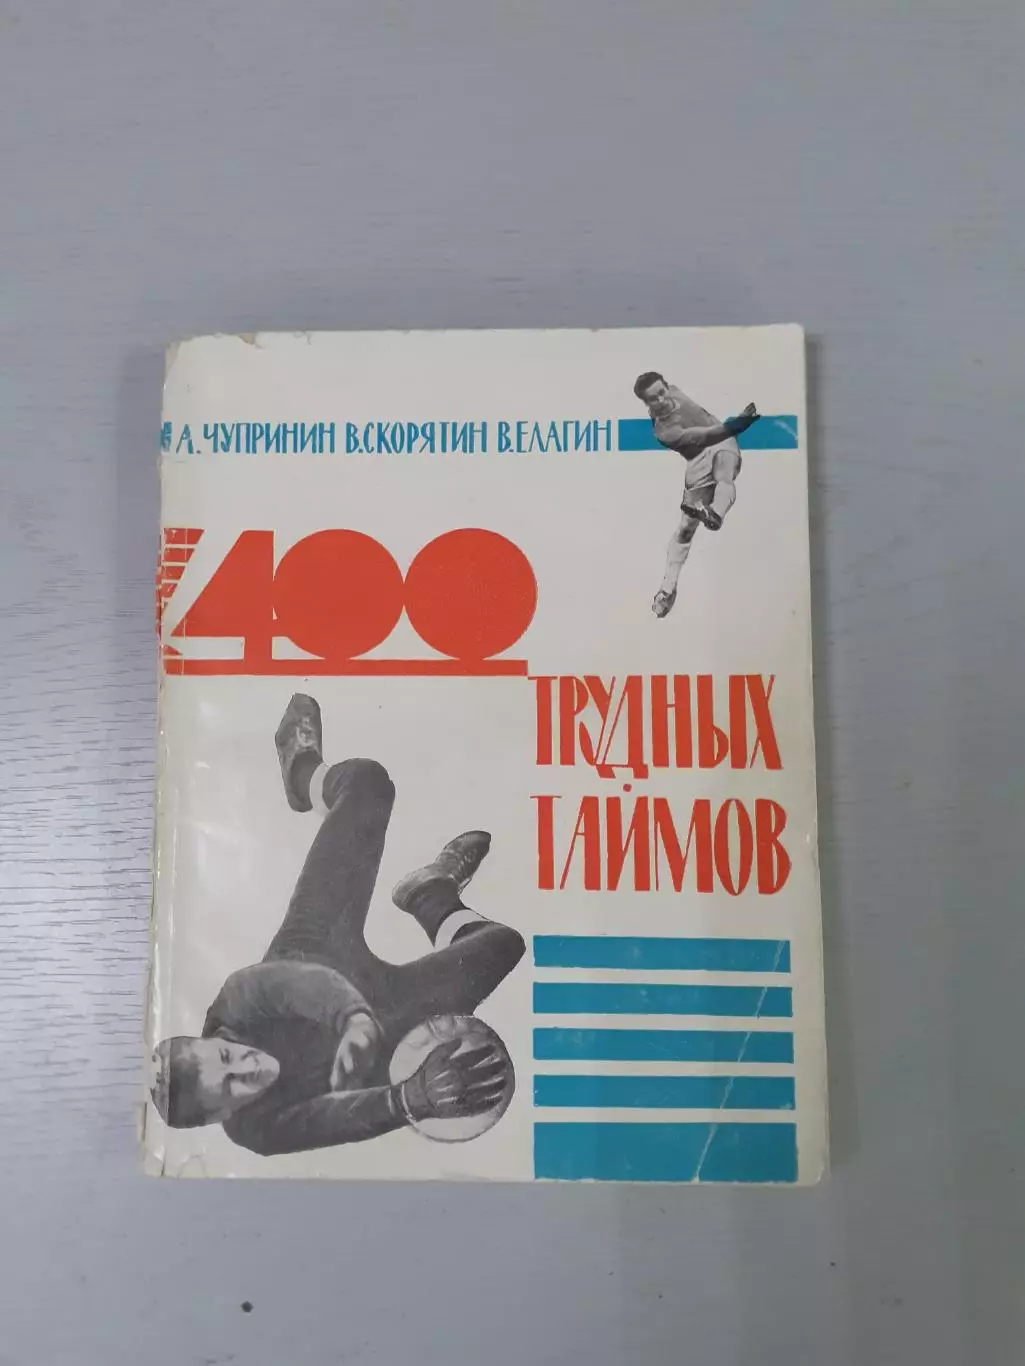 А. ЧУПРИНИН В. СКОРЯТИН В. ЕЛАГИН
400
ТРУДНЫХ
ТАЙМОВ